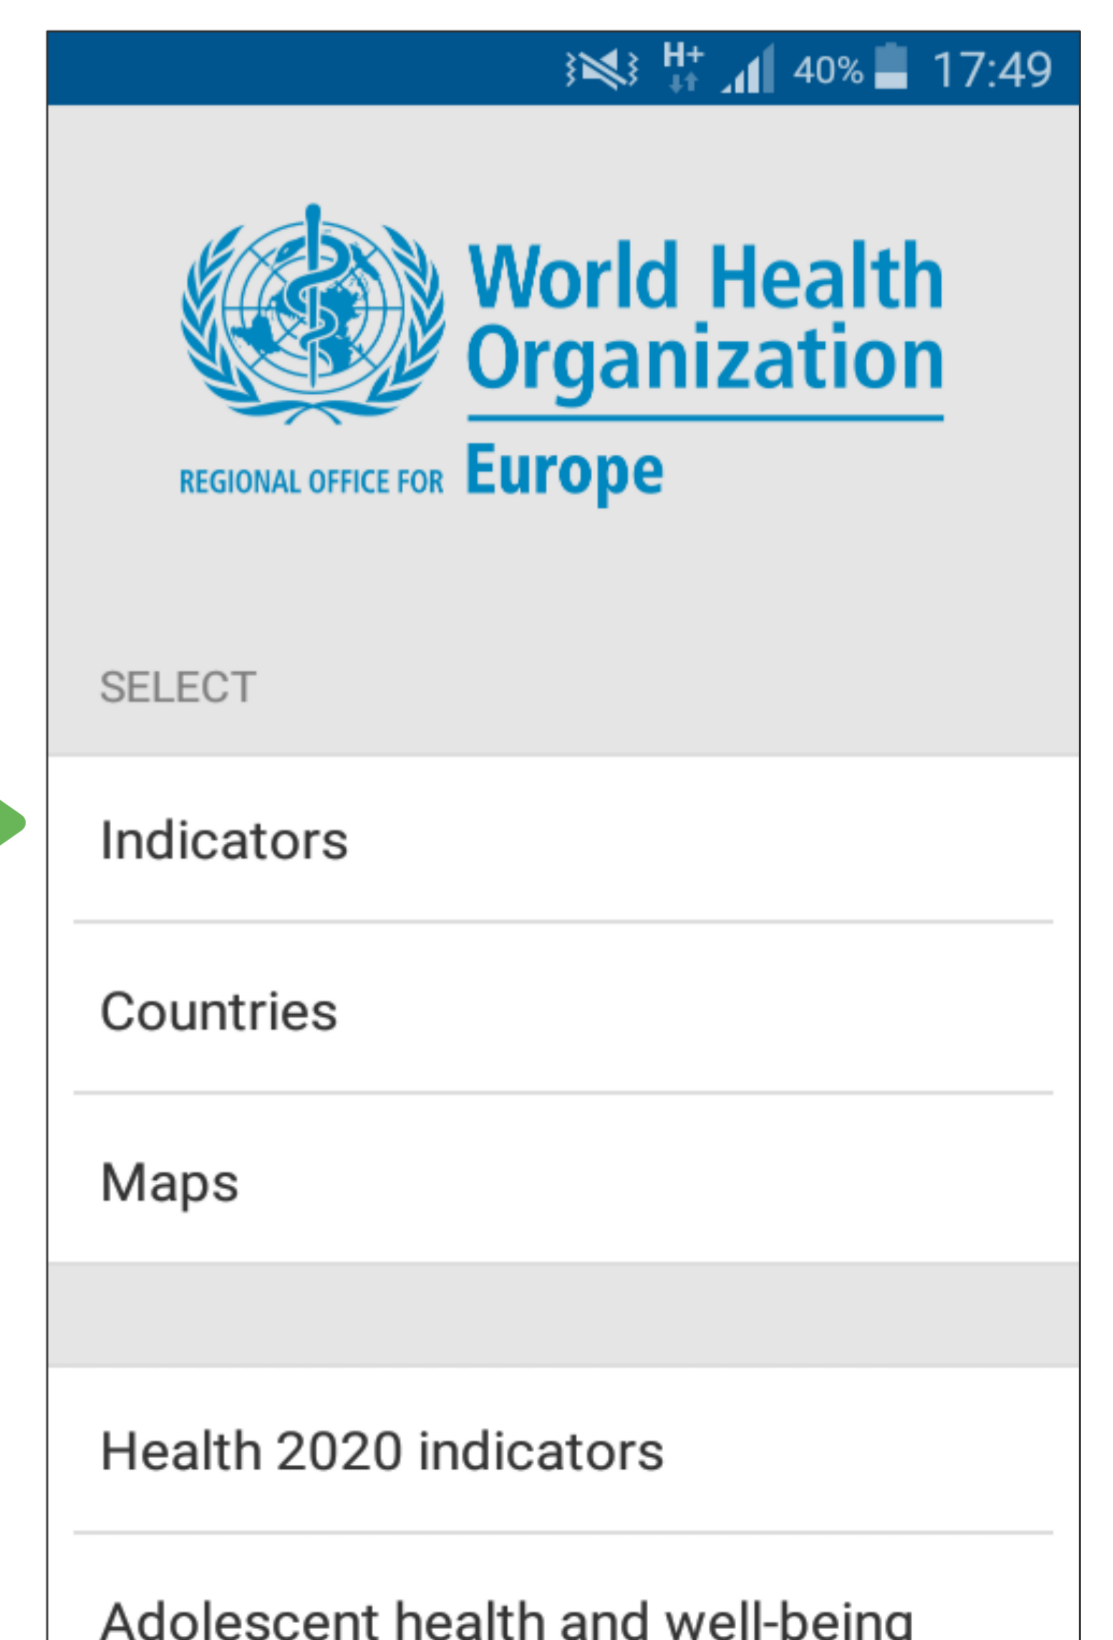 H+ 40% 17:49
World Health
Organization
REGIONAL OFFICE FOR Europe
SELECT
Indicators
Countries
Maps
Health 2020 indicators
Adolescent health and well-being